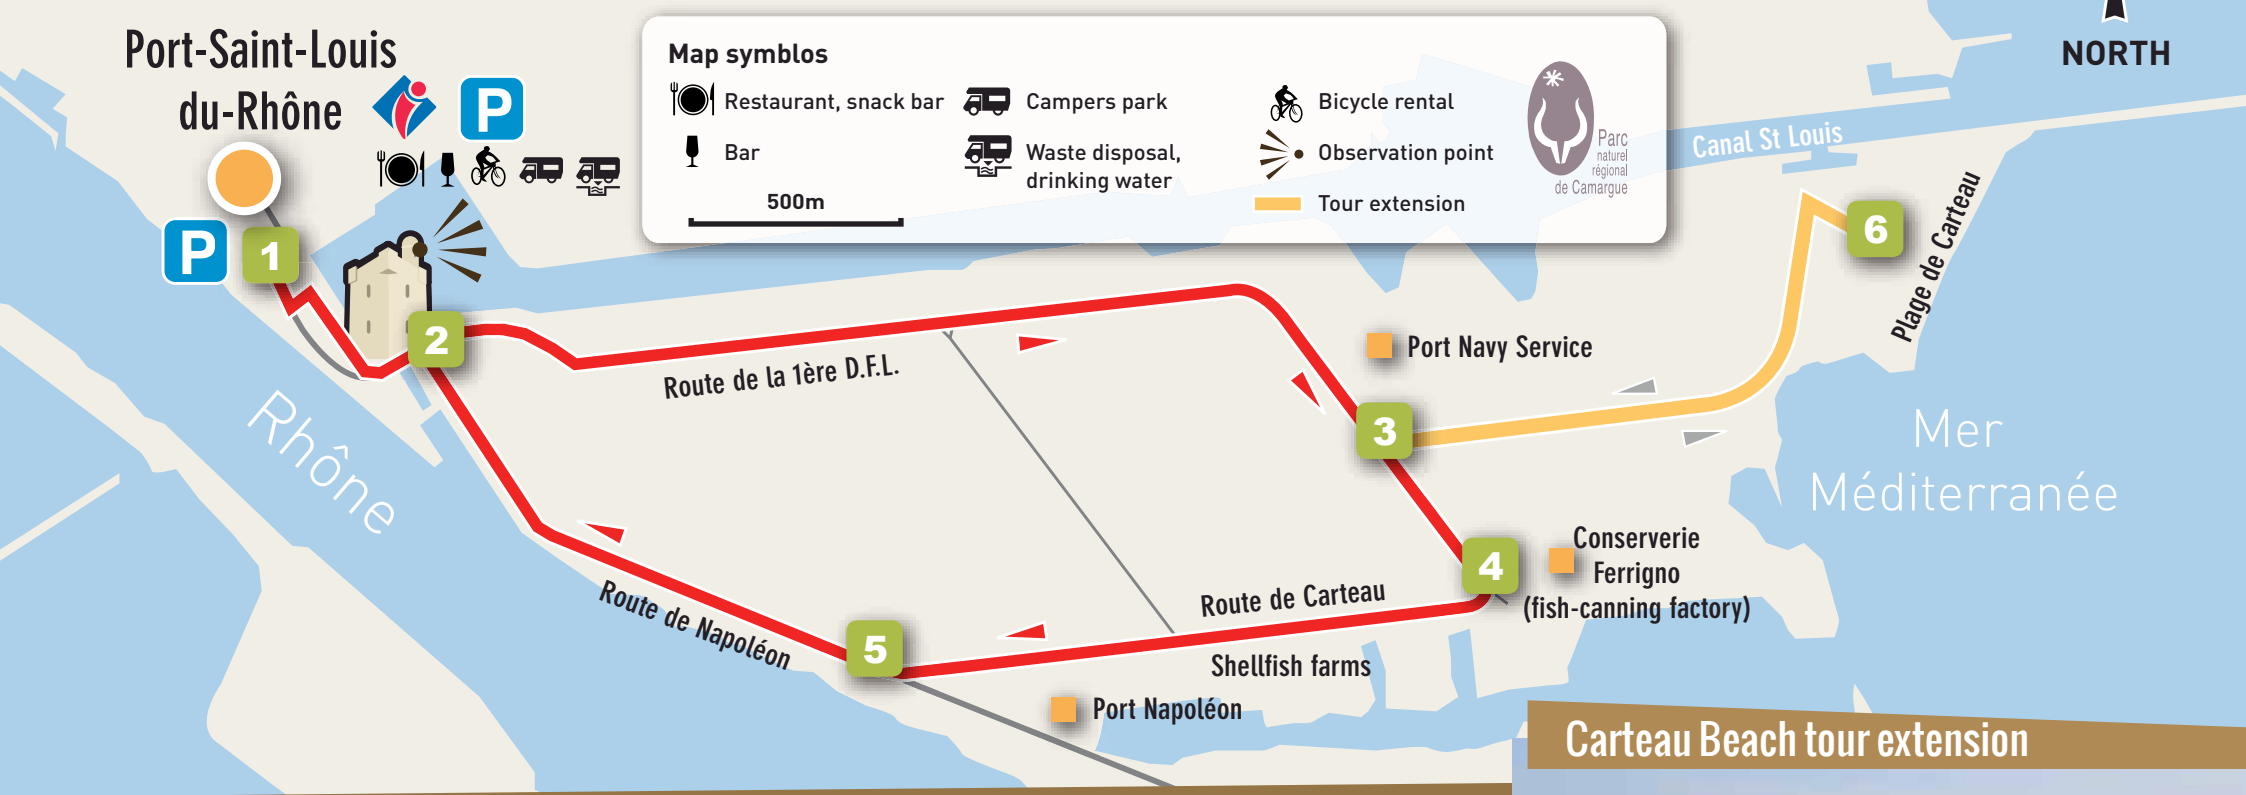 Port-Saint-Louis
du-Rhône
P
P
Map symblos
Restaurant, snack bar
Campers park
Bicycle rental
Bar
Waste disposal,
drinking water
Observation point
500m
Tour extension
Parc
naturel
régional
de Camargue
NORTH
Canal St Louis
Plage de Carteau
1
2
3
4
5
6
Route de la 1ère D.F.L.
Port Navy Service
Rhône
Mer
Méditerranée
Conserverie
Ferrigno
(fish-canning factory)
Route de Carteau
Shellfish farms
Route de Napoléon
Port Napoléon
Carteau Beach tour extension